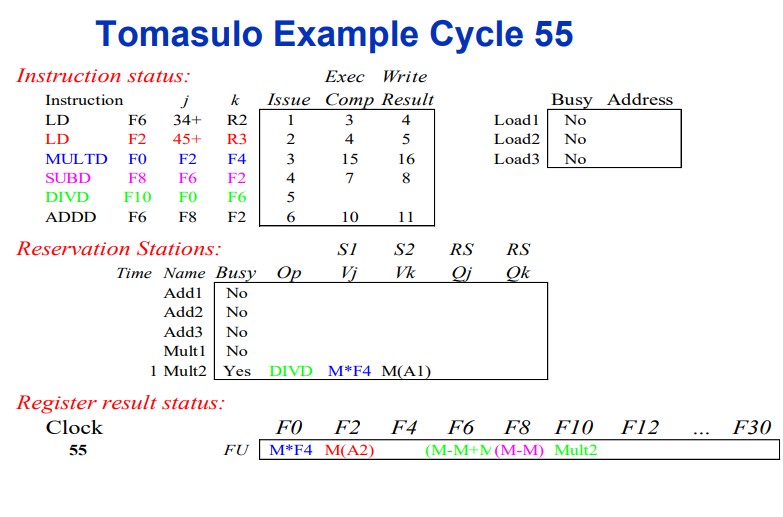 Tomasulo Example Cycle 55
Instruction status: Exec Write
Instruction j k Issue Comp Result Busy Address
LD F6 34+ R2 1 3 4 Load1 No
LD F2 45+ R3 2 4 5 Load2 No
MULTD F0 F2 F4 3 15 16 Load3 No
SUBD F8 F6 F2 4 7 8
DIVD F10 F0 F6 5
ADDD F6 F8 F2 6 10 11
Reservation Stations: S1 S2 RS RS
Time Name Busy Op Vj Vk Qj Qk
Add1 No
Add2 No
Add3 No
Mult1 No
1 Mult2 Yes DIVD M*F4 M(A1)
Register result status:
Clock F0 F2 F4 F6 F8 F10 F12 ... F30
55 FU M*F4 M(A2) (M-M+M (M-M) Mult2